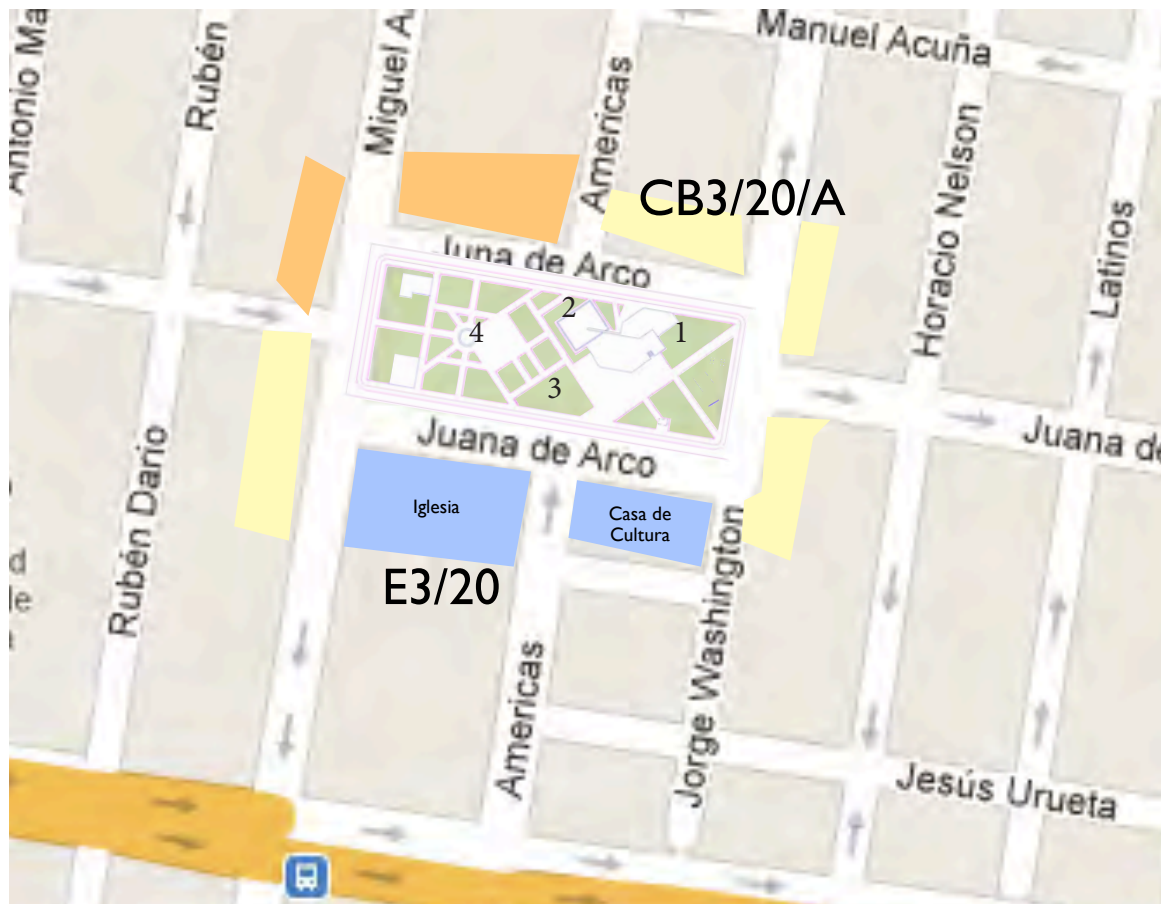 Antonio Ma
Rubén
Miguel A.
Americas
Manuel Acuña
Horacio Nelson
Latinos
CB3/20/A
Juna de Arco
2
1
4
3
Juana de Arco
Juana de
Iglesia
Casa de
Cultura
E3/20
Rubén Dario
Americas
Jorge Washington
Jesús Urueta